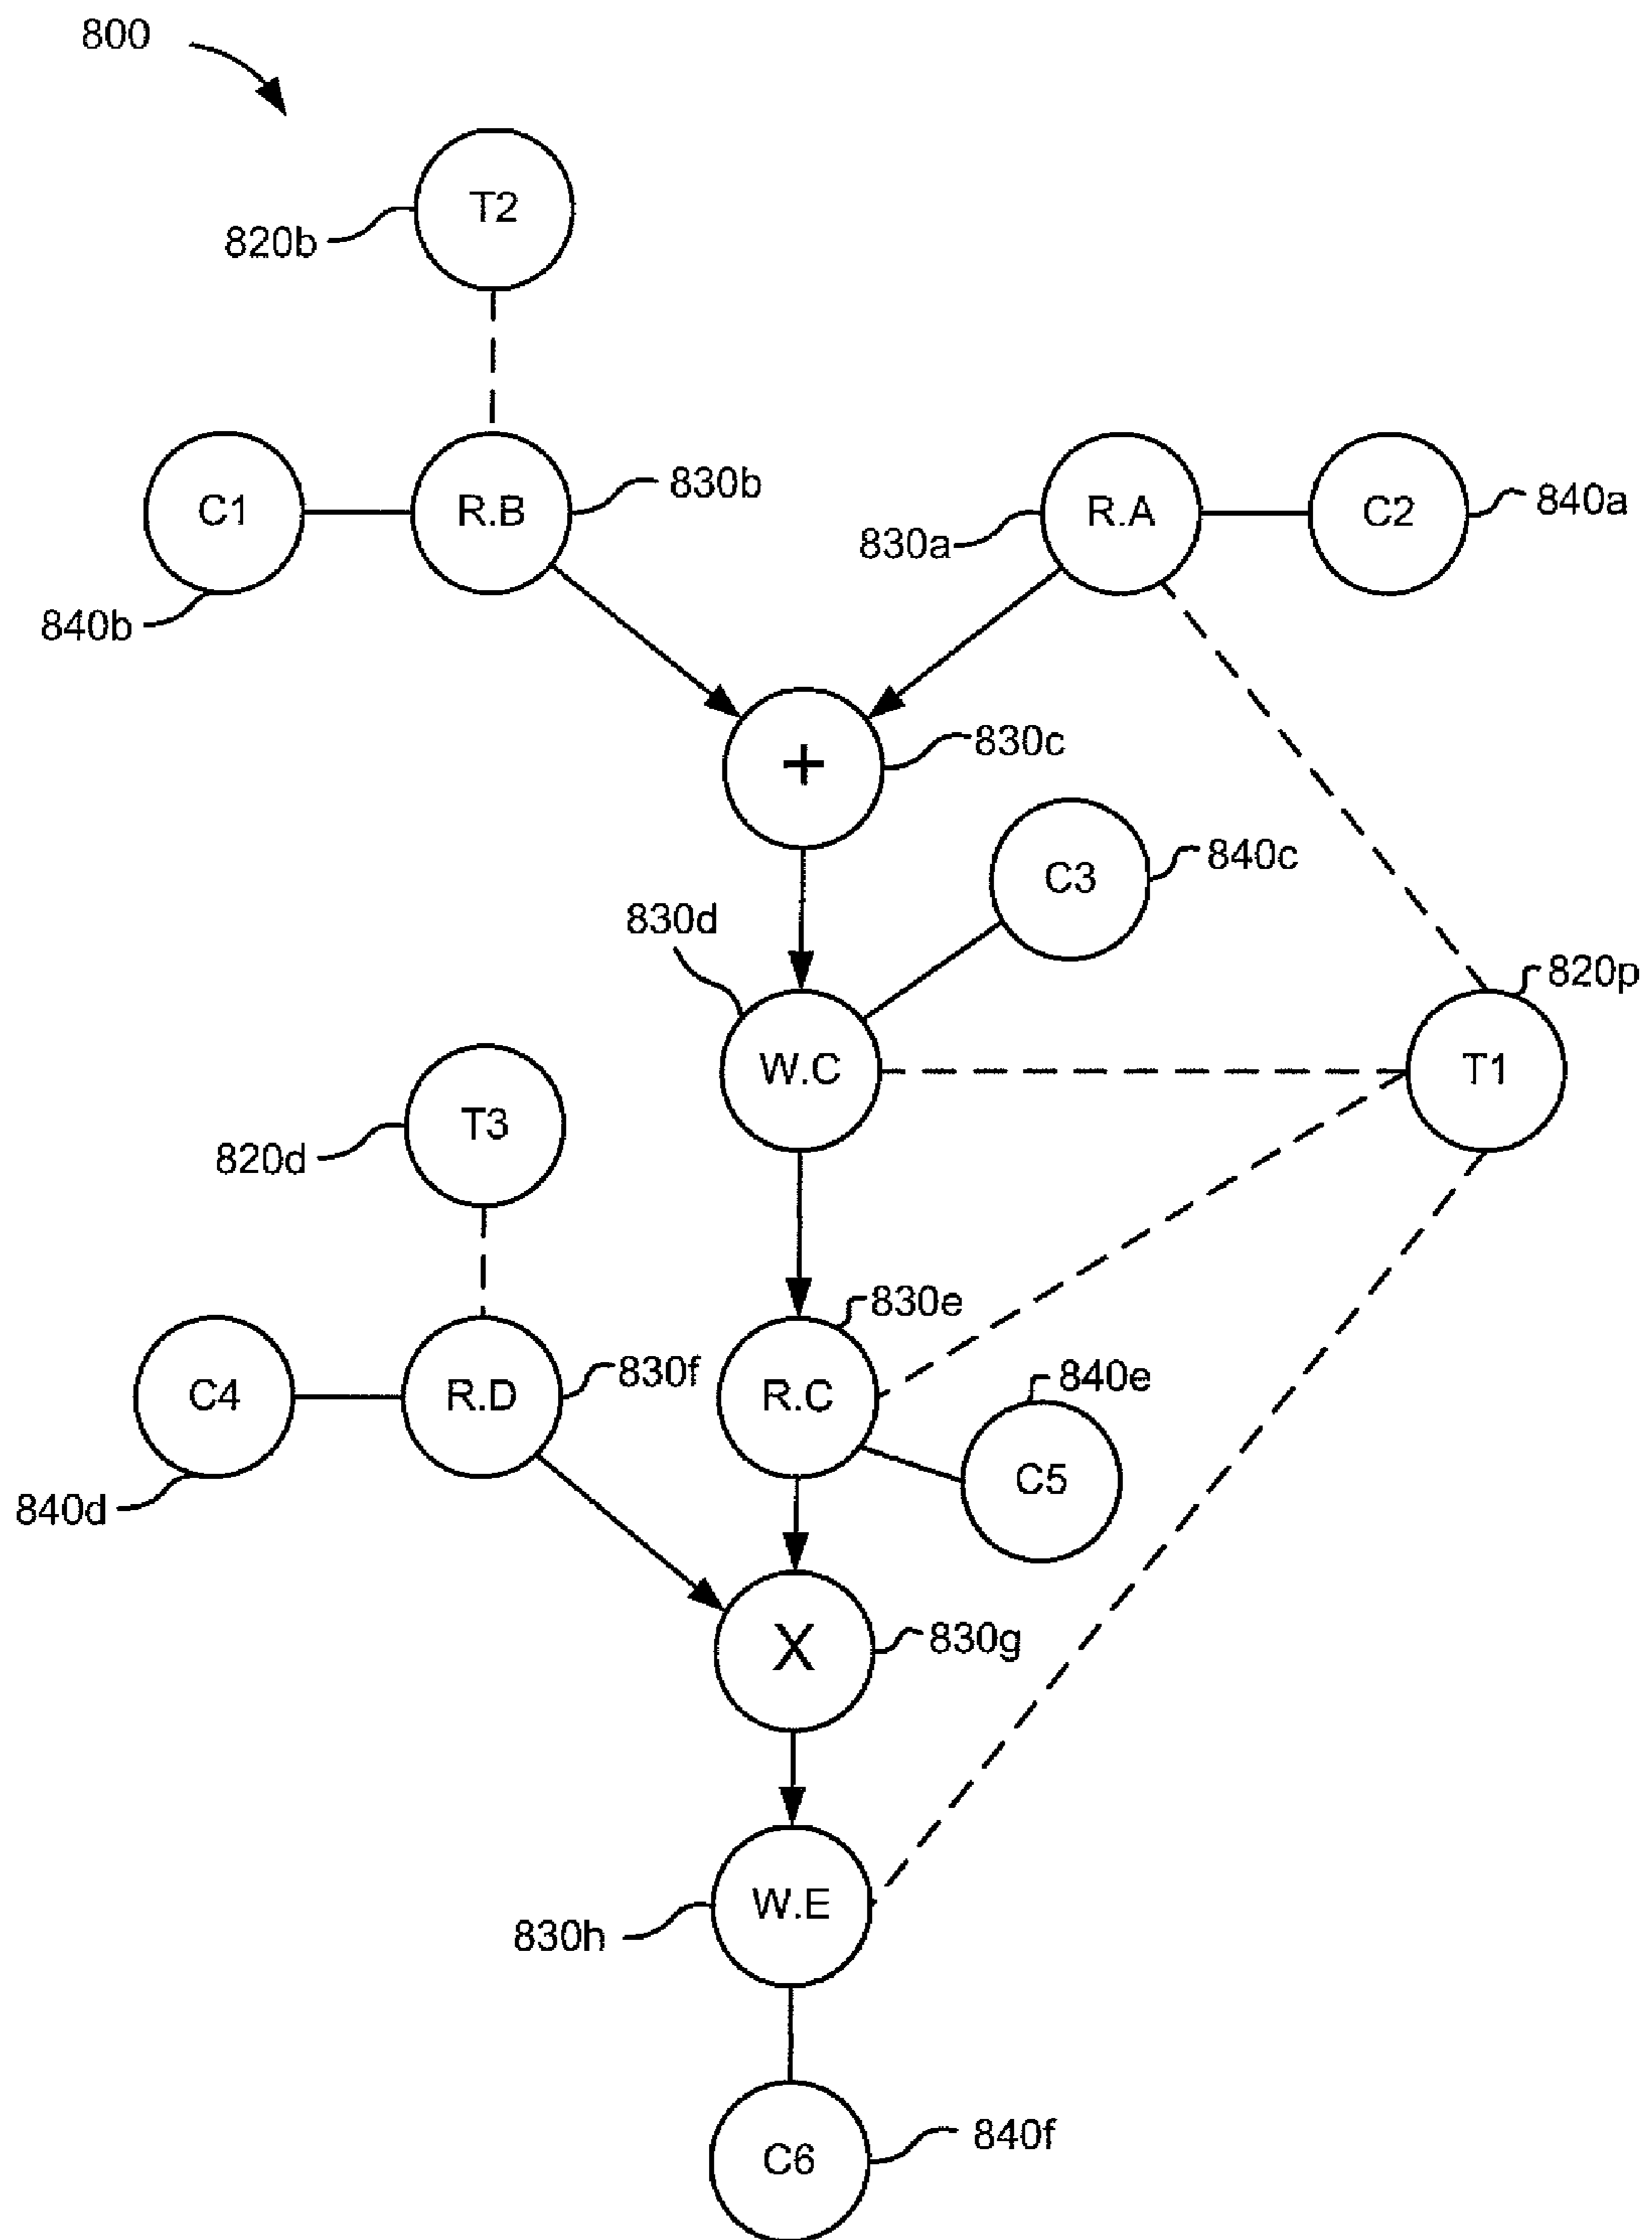 800
T2
820b
C1
R.B
830b
R.A
C2
840a
830a
840b
+
830c
C3
840c
830d
820p
W.C
T1
T3
820d
830e
C4
R.D
830f
R.C
840e
C5
840d
X
830g
W.E
830h
C6
840f